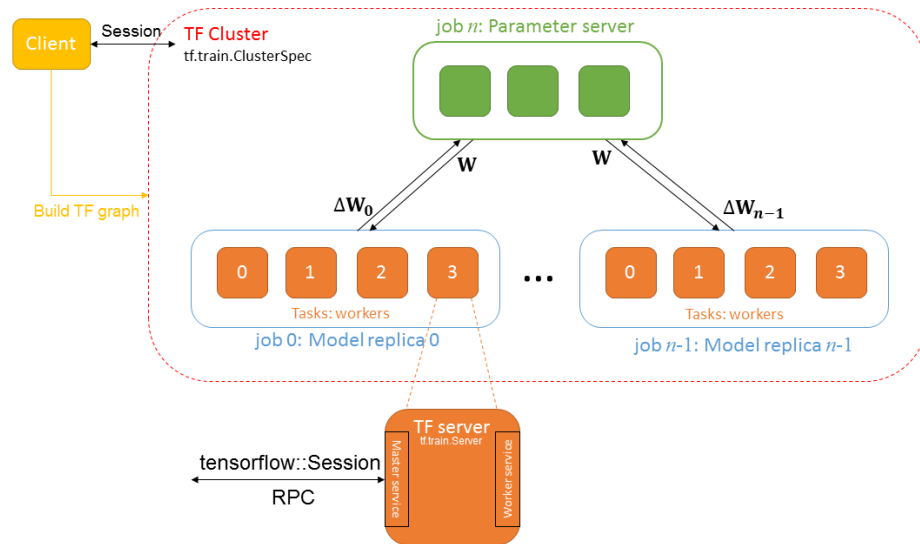 Client
Session
TF Cluster
tf.train.ClusterSpec
job n: Parameter server
Build TF graph
W
W
ΔW₀
ΔWₙ₋₁
0 1 2 3
...
0 1 2 3
Tasks: workers
Tasks: workers
job 0: Model replica 0
job n-1: Model replica n-1
TF server
tf.train.Server
Master service
Worker service
tensorflow::Session
RPC